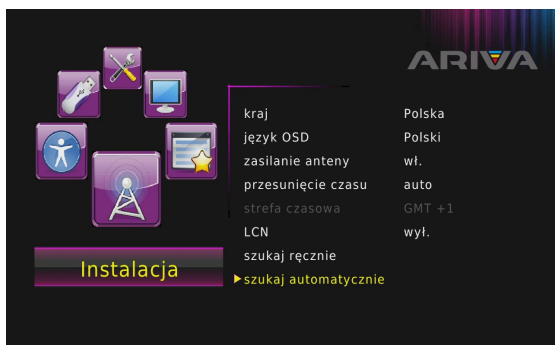 ARIVA
kraj Polska
język OSD Polski
zasilanie anteny wł.
przesunięcie czasu auto
strefa czasowa GMT +1
LCN wył.
szukaj ręcznie
szukaj automatycznie
Instalacja